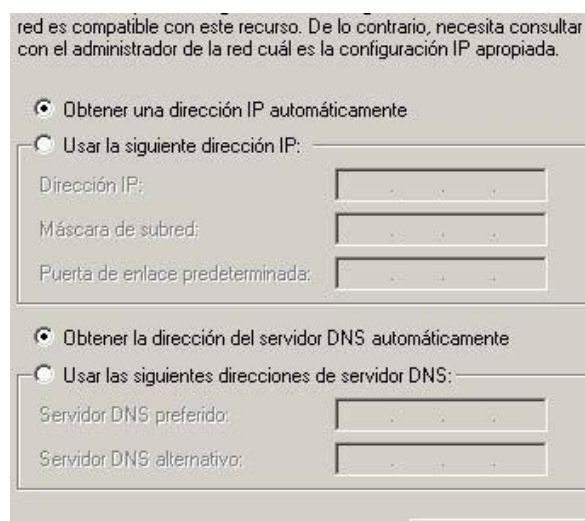 red es compatible con este recurso. De lo contrario, necesita consultar
con el administrador de la red cuál es la configuración IP apropiada.
Obtener una dirección IP automáticamente
Usar la siguiente dirección IP:
Dirección IP:
Máscara de subred:
Puerta de enlace predeterminada:
Obtener la dirección del servidor DNS automáticamente
Usar las siguientes direcciones de servidor DNS:
Servidor DNS preferido:
Servidor DNS alternativo: